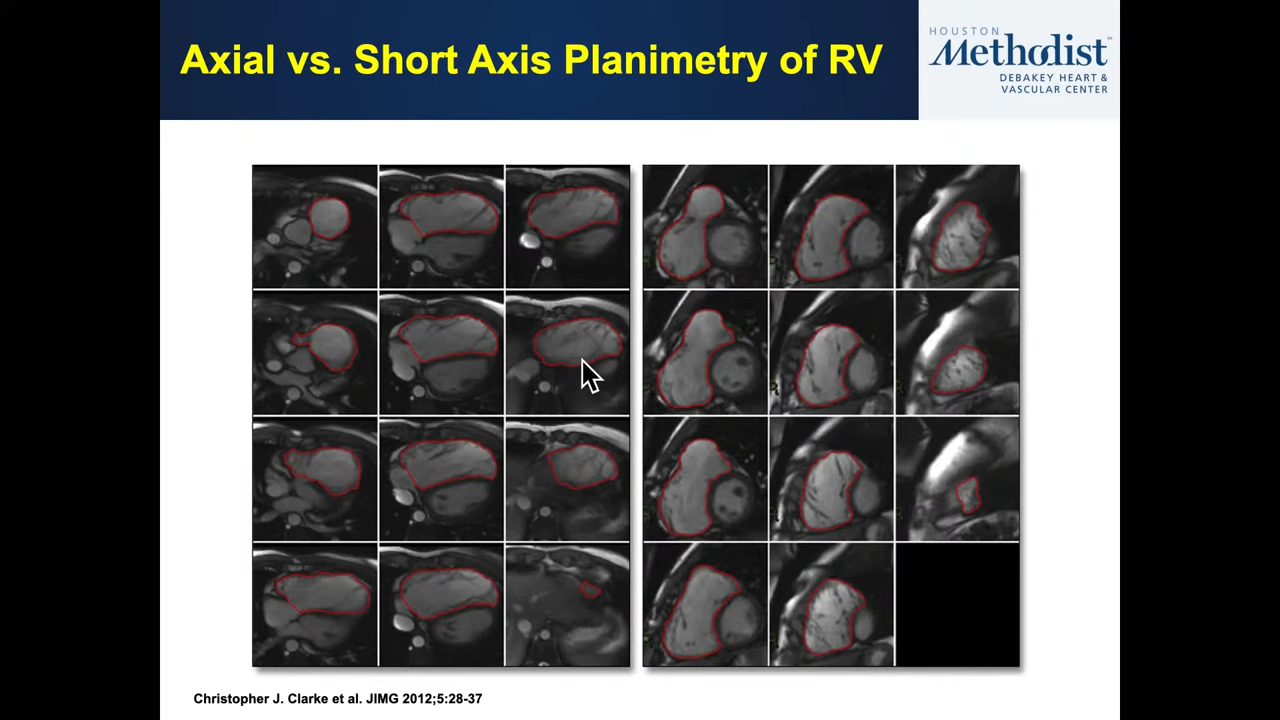 Axial vs. Short Axis Planimetry of RV
HOUSTON
Methodist
DEBAKEY HEART &
VASCULAR CENTER
Christopher J. Clarke et al. JIMG 2012;5:28-37